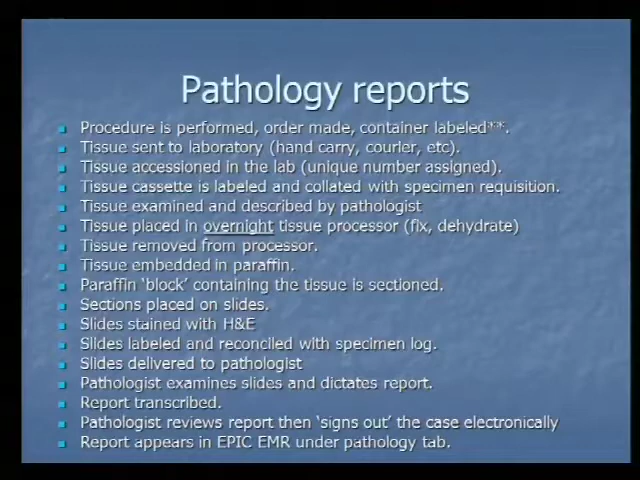 Pathology reports
Procedure is performed, order made, container labeled**.
Tissue sent to laboratory (hand carry, courier, etc).
Tissue accessioned in the lab (unique number assigned).
Tissue cassette is labeled and collated with specimen requisition.
Tissue examined and described by pathologist
Tissue placed in overnight tissue processor (fix, dehydrate)
Tissue removed from processor.
Tissue embedded in paraffin.
Paraffin ‘block’ containing the tissue is sectioned.
Sections placed on slides.
Slides stained with H&E
Slides labeled and reconciled with specimen log.
Slides delivered to pathologist
Pathologist examines slides and dictates report.
Report transcribed.
Pathologist reviews report then ‘signs out’ the case electronically
Report appears in EPIC EMR under pathology tab.